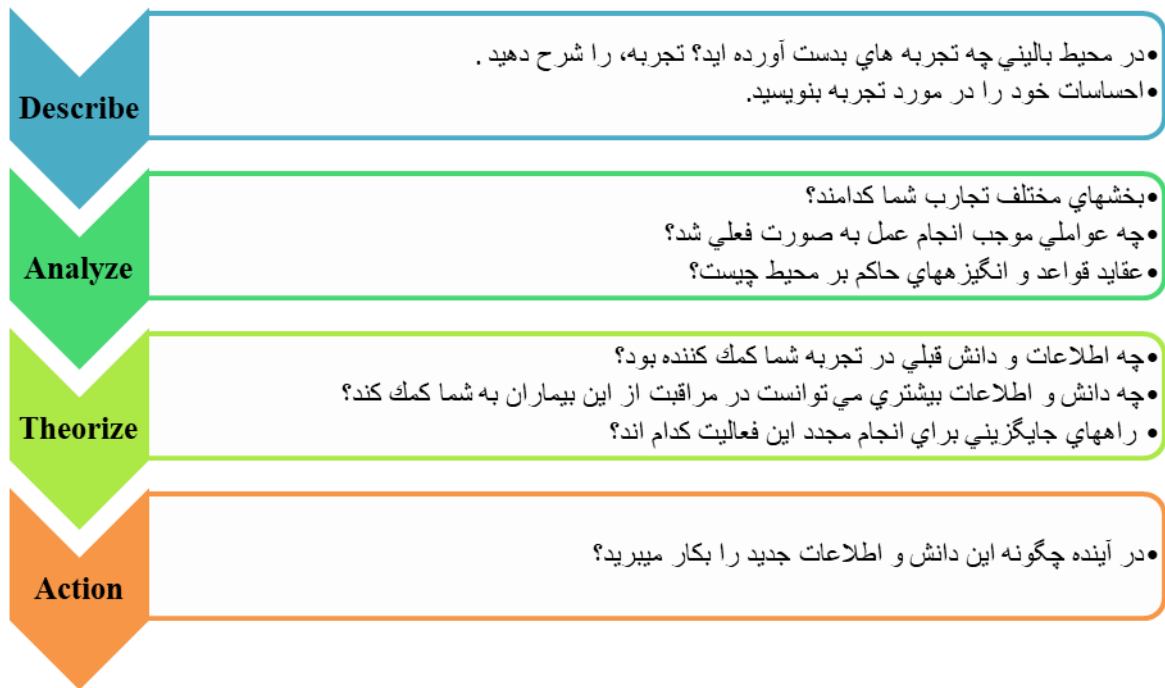 Describe
•در محيط باليني چه تجربه هاي بدست آورده ايد؟ تجربه، را شرح دهيد .
•احساسات خود را در مورد تجربه بنويسيد.
Analyze
•بخشهاي مختلف تجارب شما كدامند؟
•چه عواملي موجب انجام عمل به صورت فعلي شد؟
•عقايد قواعد و انگيزههاي حاكم بر محيط چيست؟
Theorize
•چه اطلاعات و دانش قبلي در تجربه شما كمك كننده بود؟
•چه دانش و اطلاعات بيشتري مي توانست در مراقبت از اين بيماران به شما كمك كند؟
• راههاي جايگزيني براي انجام مجدد اين فعاليت كدام اند؟
Action
•در آينده چگونه اين دانش و اطلاعات جديد را بكار ميبريد؟